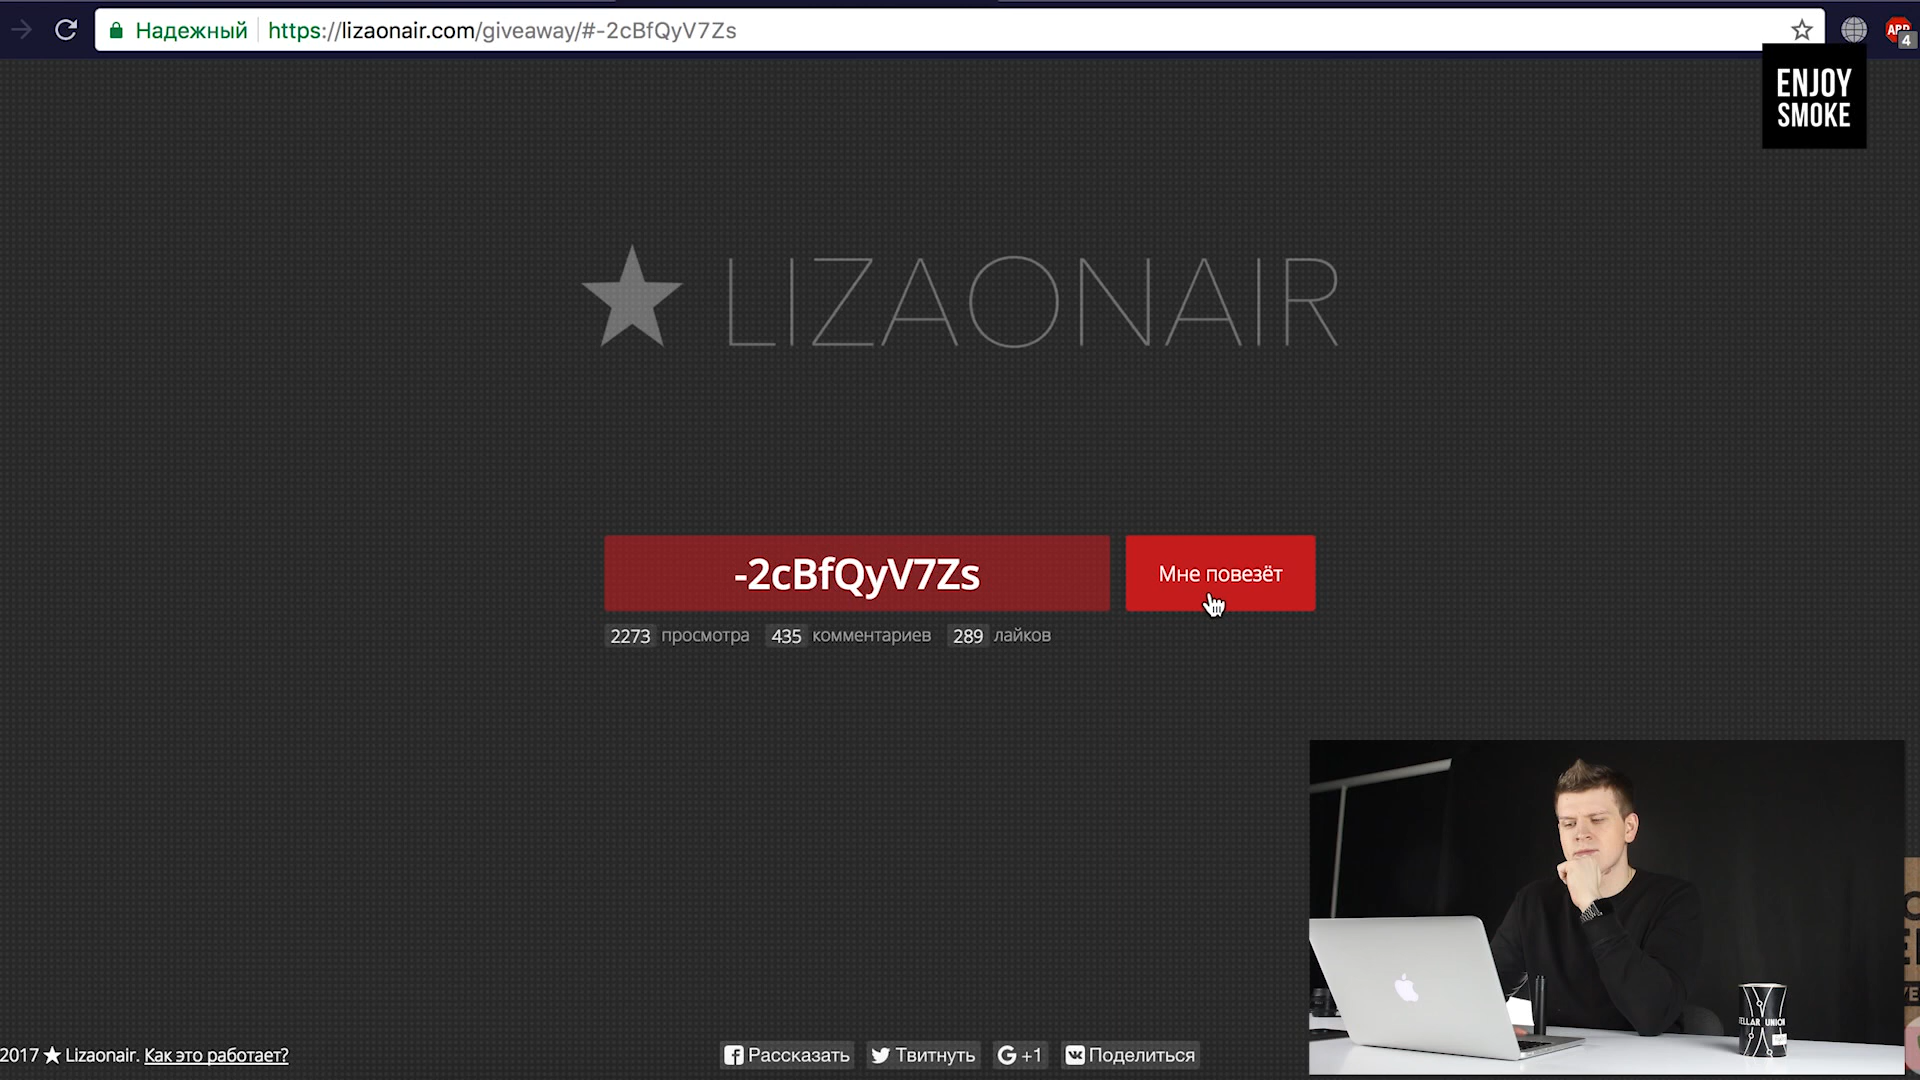 Надежный https://lizaonair.com/giveaway/#-2cBfQyV7Zs
4
ENJOY
SMOKE
LIZAONAIR
-2cBfQyV7Zs
Мне повезёт
2273 просмотра 435 комментариев 289 лайков
2017 ★ Lizaonair. Как это работает?
Рассказать Твитнуть G +1 Поделиться